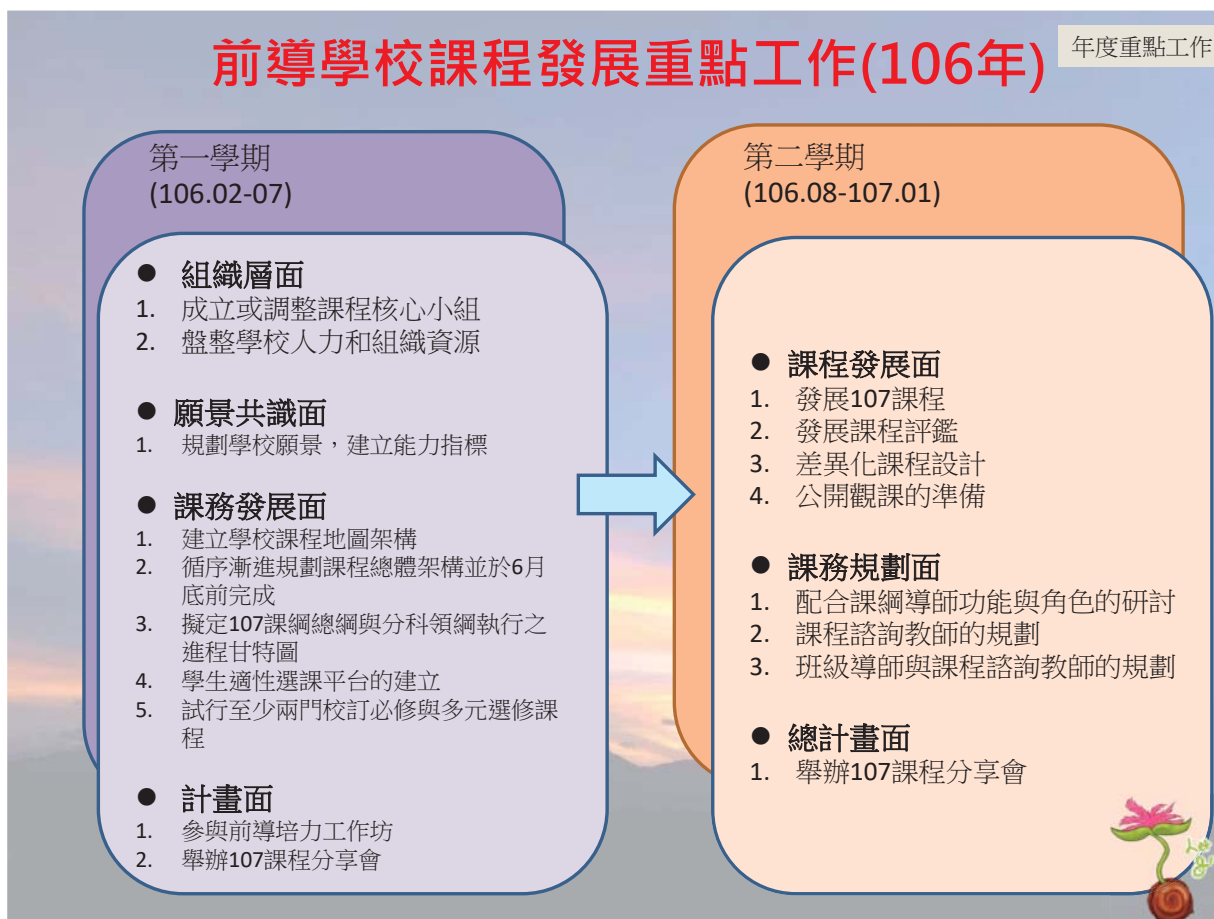 前導學校課程發展重點工作(106年)
年度重點工作
第一學期
(106.02-07)
● 組織層面
1. 成立或調整課程核心小組
2. 盤整學校人力和組織資源
● 願景共識面
1. 規劃學校願景，建立能力指標
● 課務發展面
1. 建立學校課程地圖架構
2. 循序漸進規劃課程總體架構並於6月
底前完成
3. 擬定107課綱總綱與分科領綱執行之
進程甘特圖
4. 學生適性選課平台的建立
5. 試行至少兩門校訂必修與多元選修課
程
● 計畫面
1. 參與前導培力工作坊
2. 舉辦107課程分享會
第二學期
(106.08-107.01)
● 課程發展面
1. 發展107課程
2. 發展課程評鑑
3. 差異化課程設計
4. 公開觀課的準備
● 課務規劃面
1. 配合課綱導師功能與角色的研討
2. 課程諮詢教師的規劃
3. 班級導師與課程諮詢教師的規劃
● 總計畫面
1. 舉辦107課程分享會